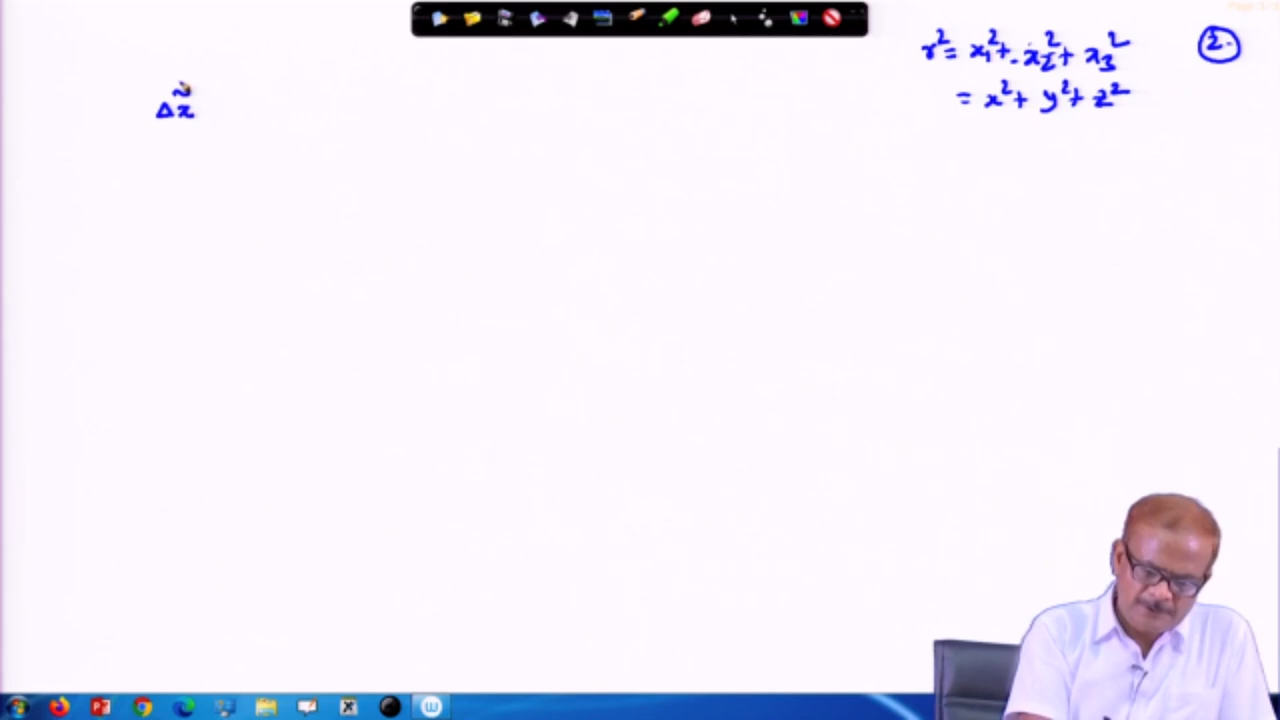 r² = x₁² + x₂² + x₃²
= x² + y² + z²
2.
Δx̃